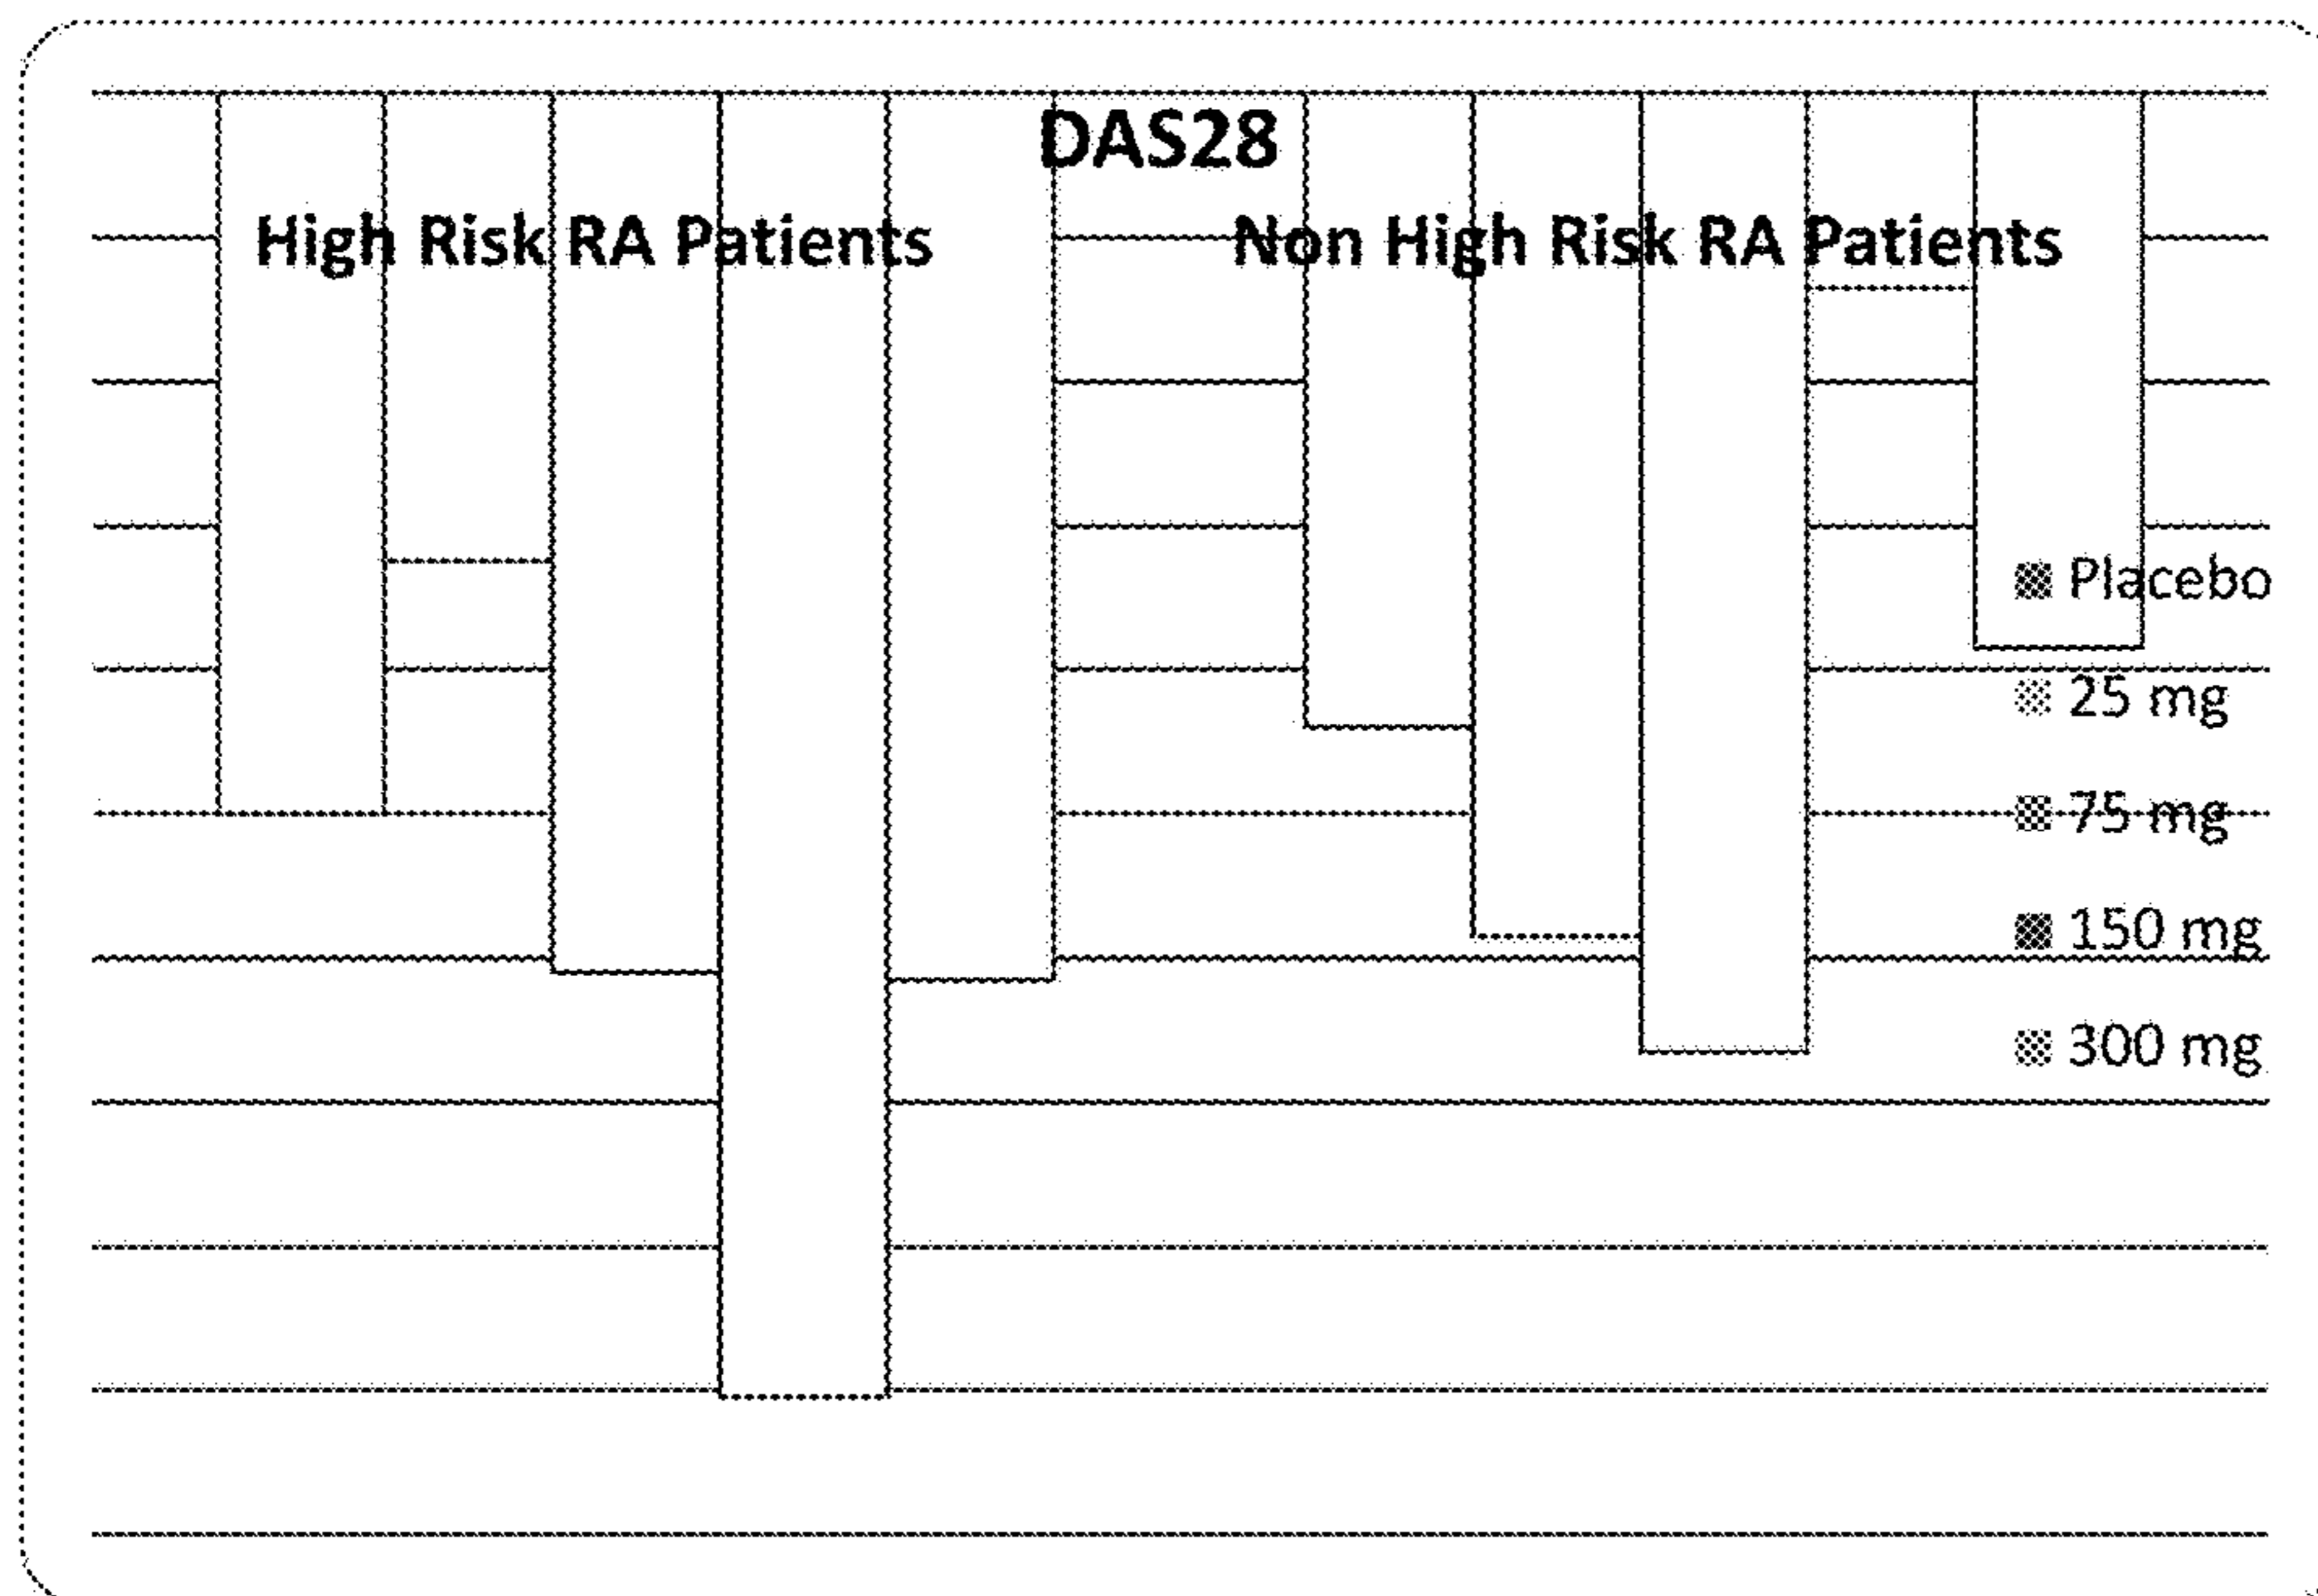 DAS28
High Risk RA Patients
Non High Risk RA Patients
Placebo
25 mg
75 mg
150 mg
300 mg